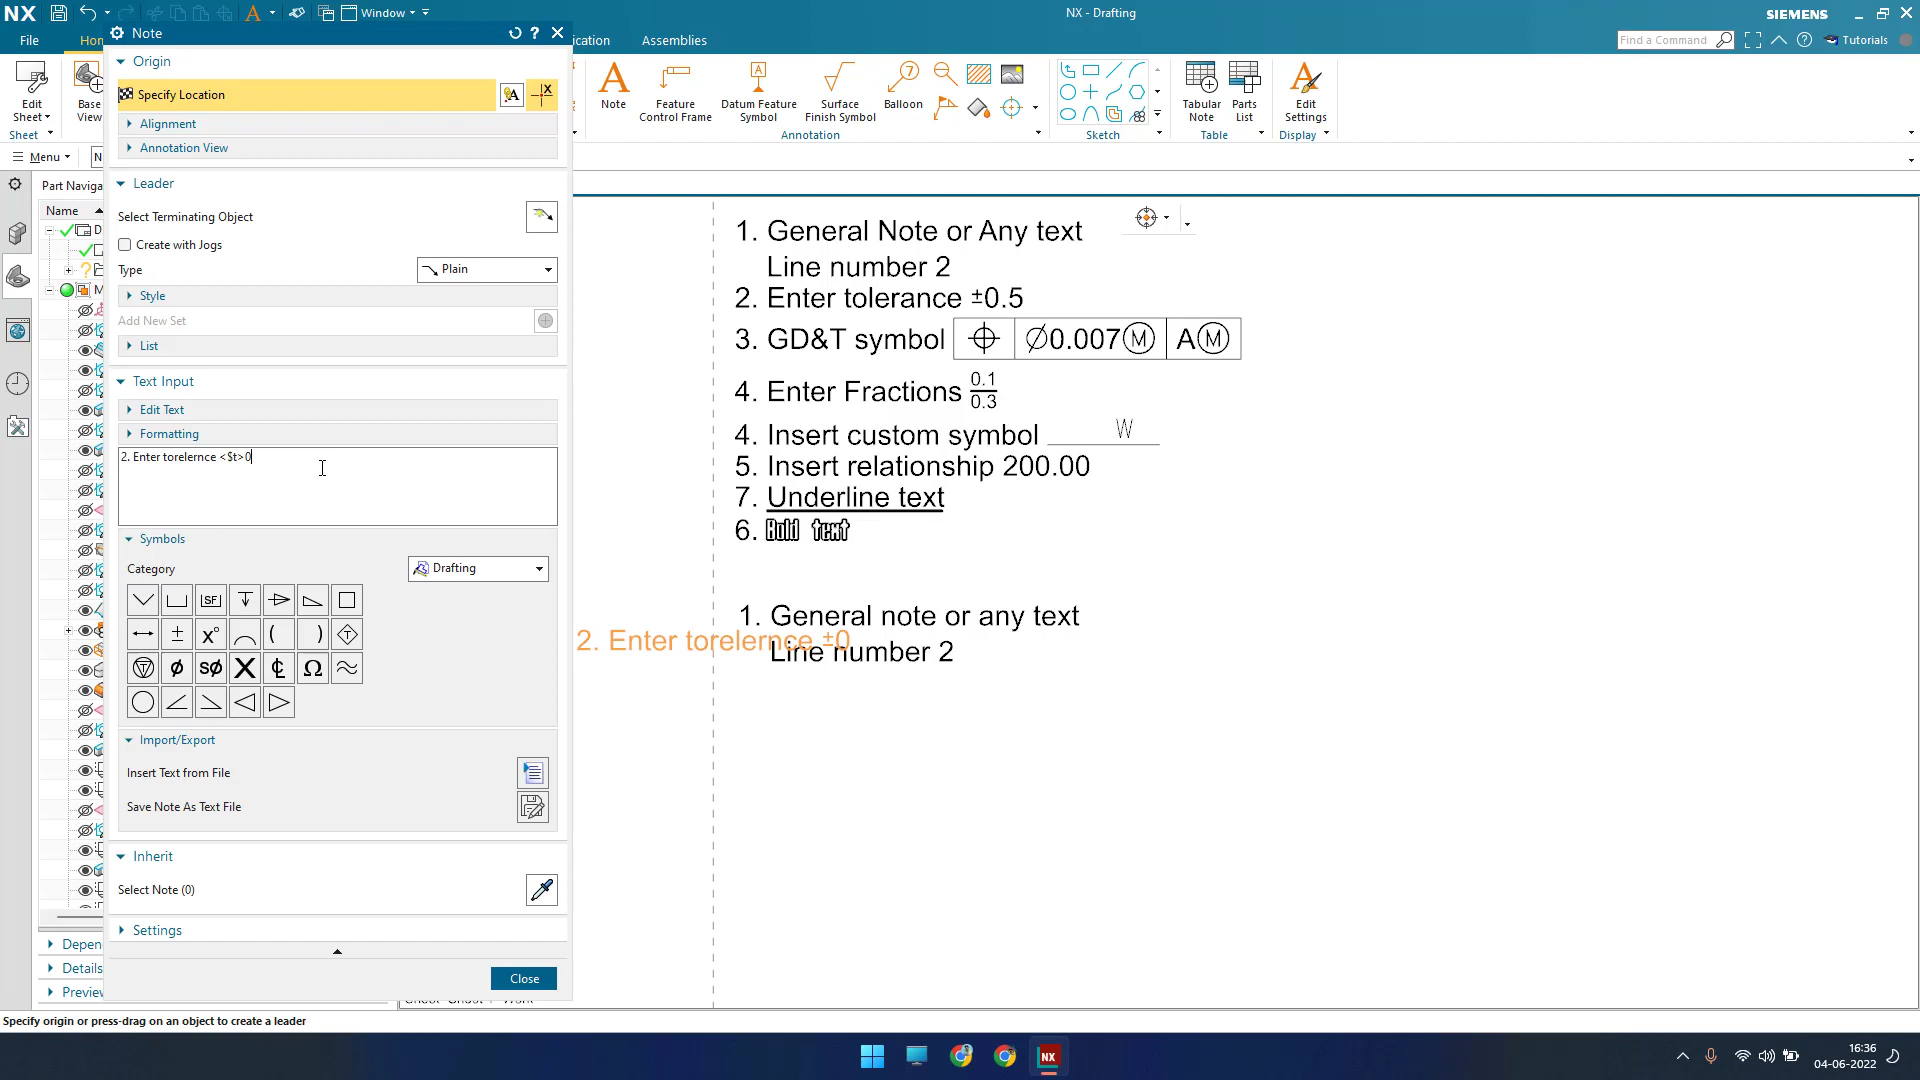 NX
Window
NX - Drafting
SIEMENS
File
Hon
ication
Assemblies
Find a Command
Tutorials
Note
Origin
Specify Location
Alignment
Annotation View
Leader
Select Terminating Object
Create with Jogs
Type
Plain
Style
Add New Set
List
Text Input
Edit Text
Formatting
2. Enter torelernce <$t>0
Symbols
Category
Drafting
Import/Export
Insert Text from File
Save Note As Text File
Inherit
Select Note (0)
Settings
Close
Edit
Sheet
Base
View
Sheet
Menu
N
Part Naviga
Name
D
M
Depen
Details
Preview
A
Note
Feature
Control Frame
Datum Feature
Symbol
Surface
Finish Symbol
7
Balloon
Annotation
Sketch
Tabular
Note
Parts
List
Table
Edit
Settings
Display
1. General Note or Any text
Line number 2
2. Enter tolerance ±0.5
3. GD&T symbol ⌖ ∅0.007Ⓜ AⓂ
4. Enter Fractions 0.1
0.3
4. Insert custom symbol W
5. Insert relationship 200.00
7. Underline text
6. Bold text
1. General note or any text
2. Enter torelernce ±0
Line number 2
Specify origin or press-drag on an object to create a leader
NX
16:36
04-06-2022